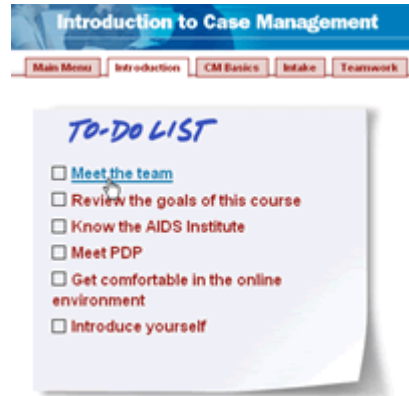 Introduction to Case Management
Main Menu Introduction CM Basics Intake Teamwork
TO-DO LIST
Meet the team
Review the goals of this course
Know the AIDS Institute
Meet PDP
Get comfortable in the online
environment
Introduce yourself